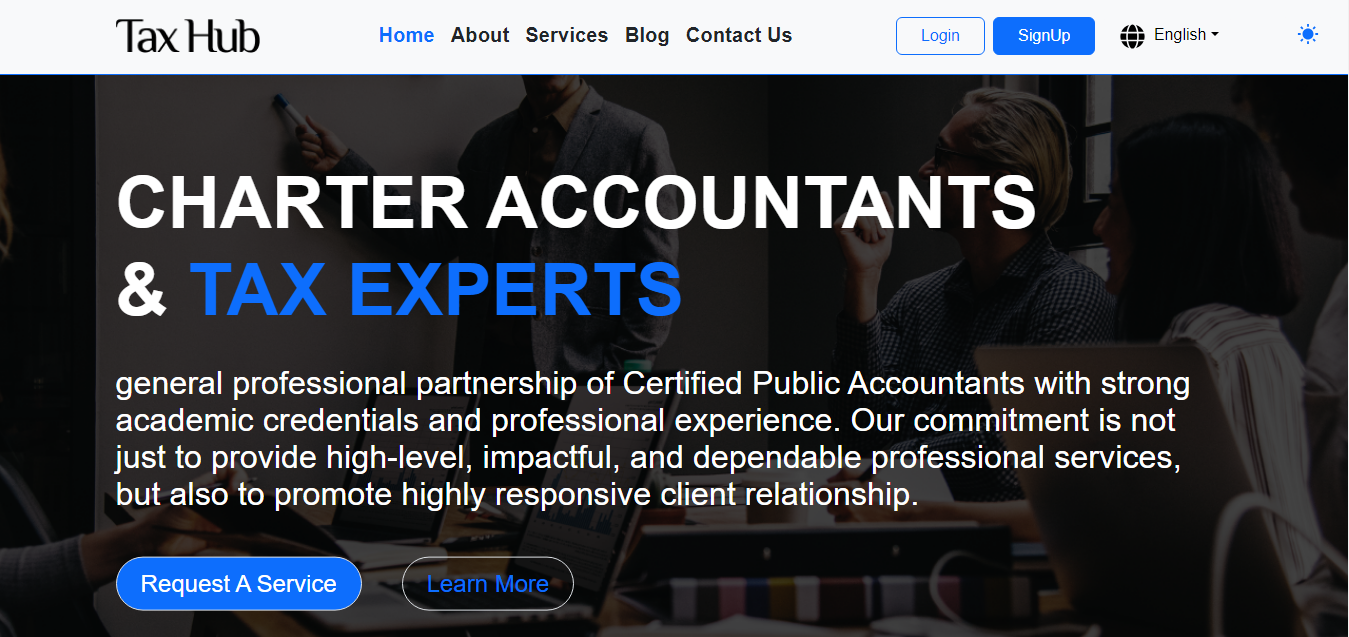 Tax Hub
Home About Services Blog Contact Us
Login SignUp English
CHARTER ACCOUNTANTS
& TAX EXPERTS
general professional partnership of Certified Public Accountants with strong
academic credentials and professional experience. Our commitment is not
just to provide high-level, impactful, and dependable professional services,
but also to promote highly responsive client relationship.
Request A Service Learn More